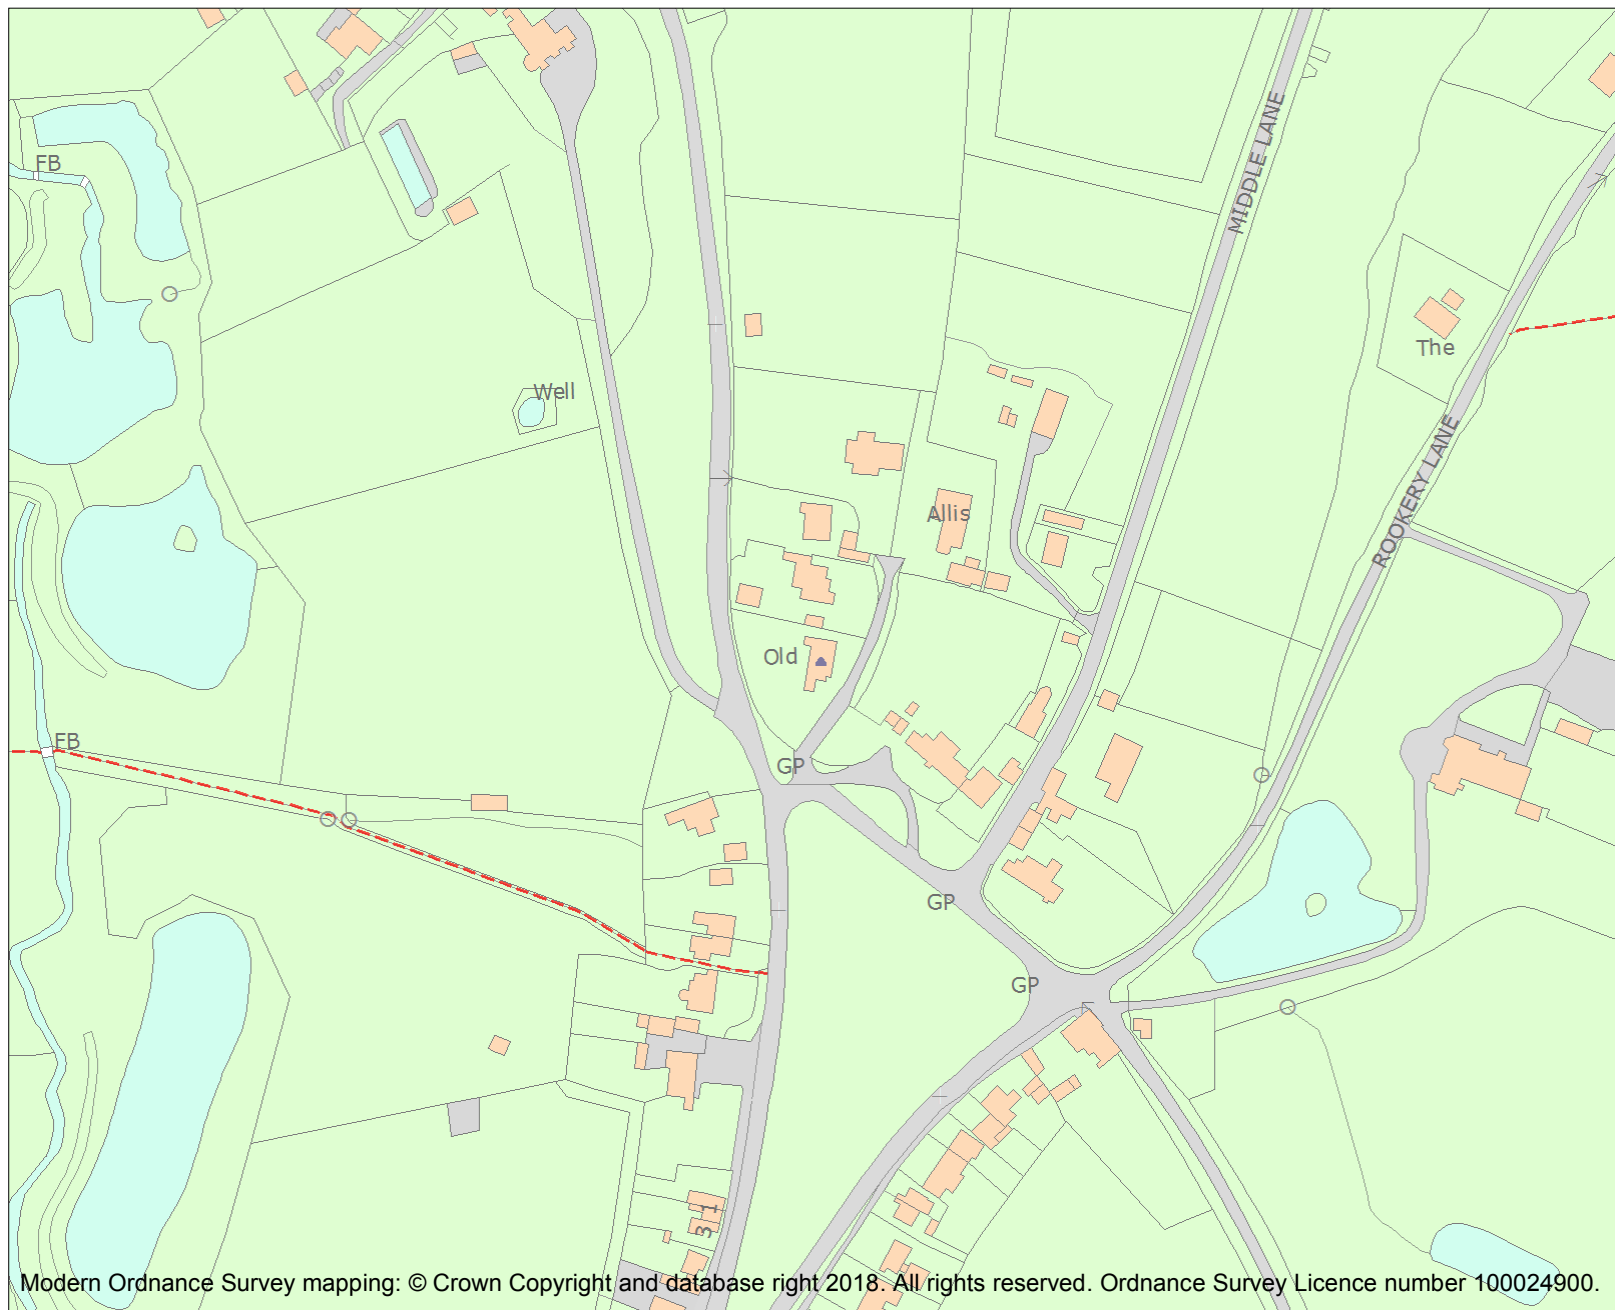 FB
MIDDLE LANE
The
Well
ROOKERY LANE
Allis
Old
FB
GP
GP
GP
31
Modern Ordnance Survey mapping: © Crown Copyright and database right 2018. All rights reserved. Ordnance Survey Licence number 100024900.